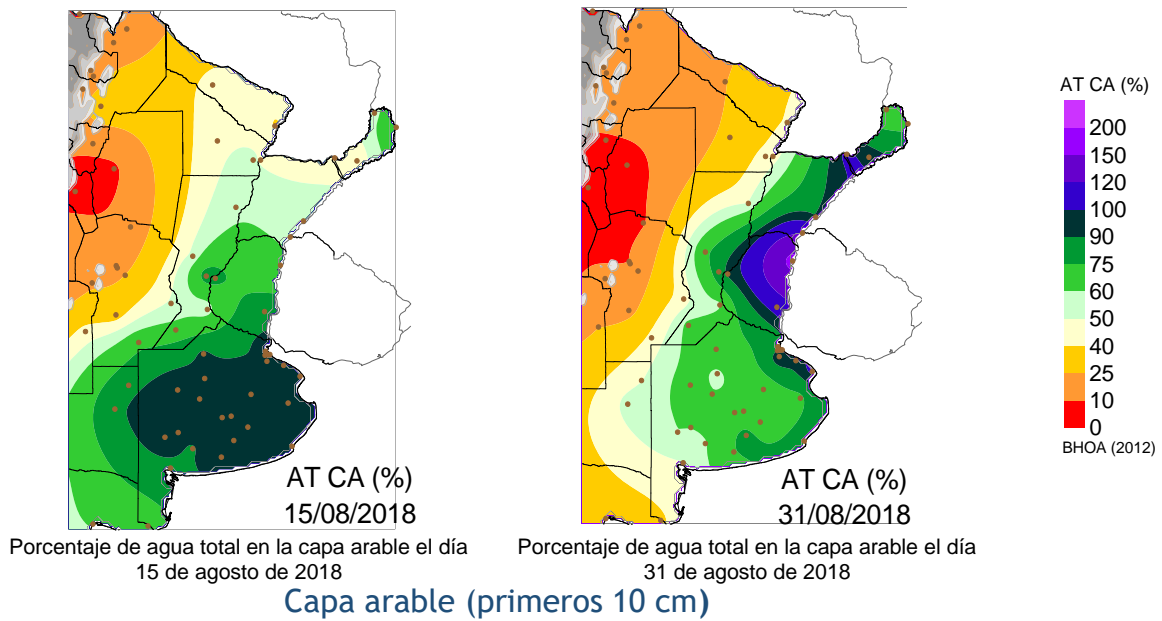 AT CA (%)
15/08/2018
Porcentaje de agua total en la capa arable el día
15 de agosto de 2018
AT CA (%)
31/08/2018
Porcentaje de agua total en la capa arable el día
31 de agosto de 2018
AT CA (%)
200
150
120
100
90
75
60
50
40
25
10
0
BHOA (2012)
Capa arable (primeros 10 cm)